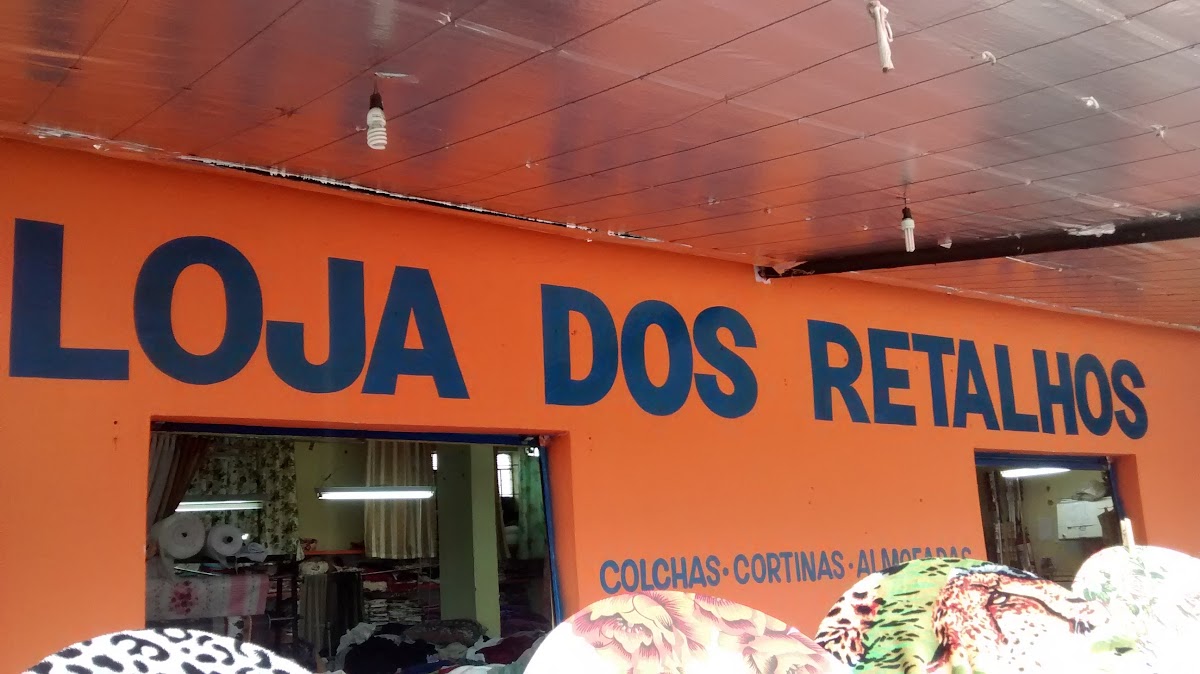 LOJA DOS RETALHOS
COLCHAS · CORTINAS · ALMOFADAS